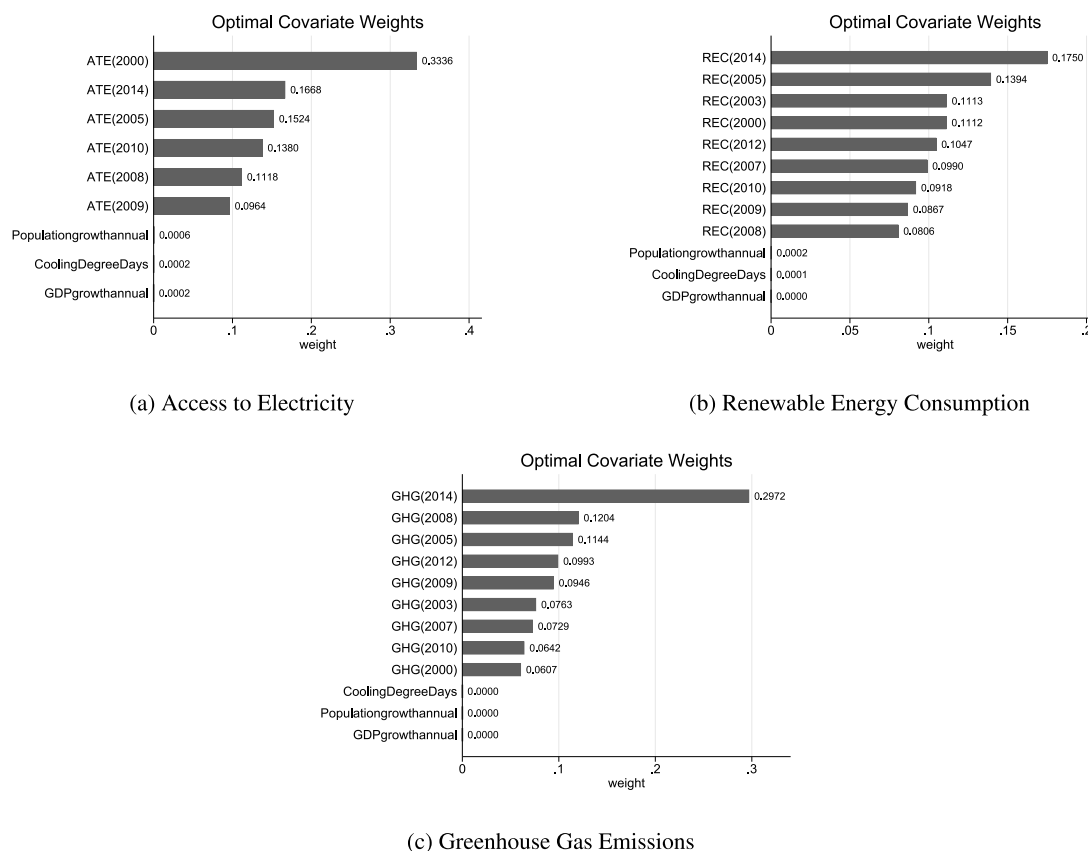 Optimal Covariate Weights
ATE(2000) 0.3336
ATE(2014) 0.1668
ATE(2005) 0.1524
ATE(2010) 0.1380
ATE(2008) 0.1118
ATE(2009) 0.0964
Populationgrowthannual 0.0006
CoolingDegreeDays 0.0002
GDPgrowthannual 0.0002
0 .1 .2 .3 .4
weight
(a) Access to Electricity
Optimal Covariate Weights
REC(2014) 0.1750
REC(2005) 0.1394
REC(2003) 0.1113
REC(2000) 0.1112
REC(2012) 0.1047
REC(2007) 0.0990
REC(2010) 0.0918
REC(2009) 0.0867
REC(2008) 0.0806
Populationgrowthannual 0.0002
CoolingDegreeDays 0.0001
GDPgrowthannual 0.0000
0 .05 .1 .15 .2
weight
(b) Renewable Energy Consumption
Optimal Covariate Weights
GHG(2014) 0.2972
GHG(2008) 0.1204
GHG(2005) 0.1144
GHG(2012) 0.0993
GHG(2009) 0.0946
GHG(2003) 0.0763
GHG(2007) 0.0729
GHG(2010) 0.0642
GHG(2000) 0.0607
CoolingDegreeDays 0.0000
Populationgrowthannual 0.0000
GDPgrowthannual 0.0000
0 .1 .2 .3
weight
(c) Greenhouse Gas Emissions